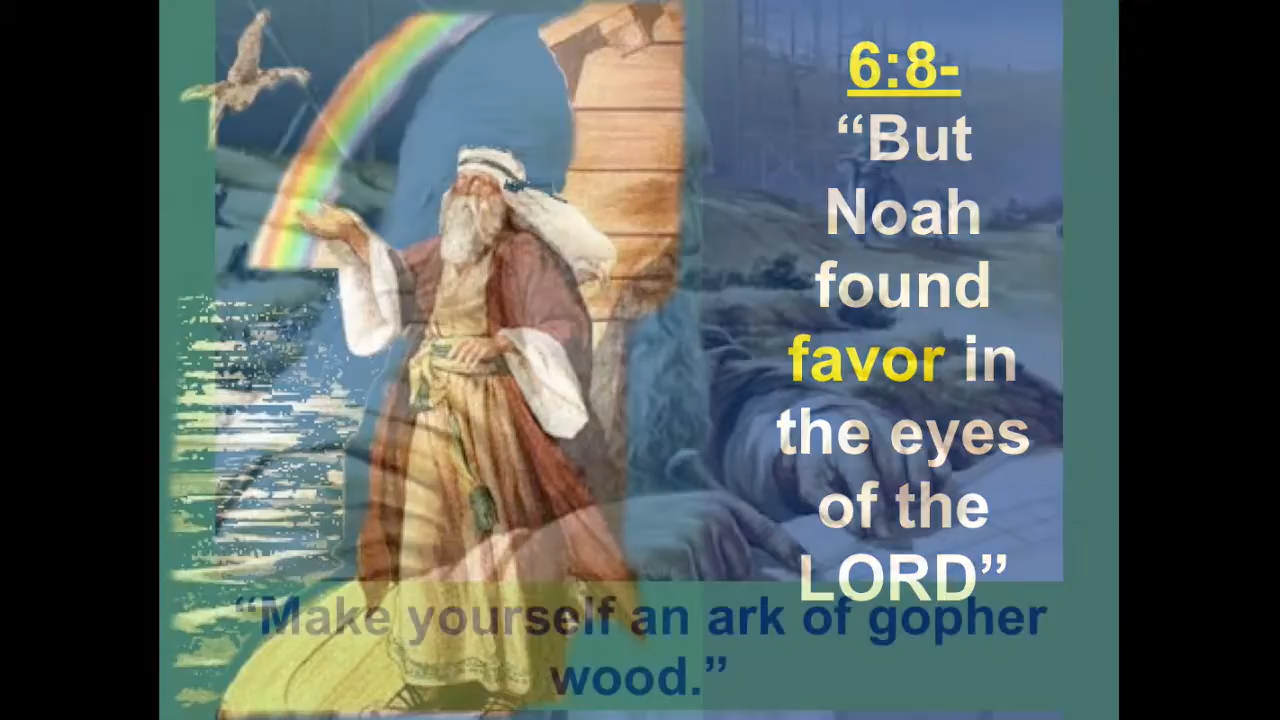 6:8-
“But
Noah
found
favor in
the eyes
of the
LORD”
“Make yourself an ark of gopher
wood.”